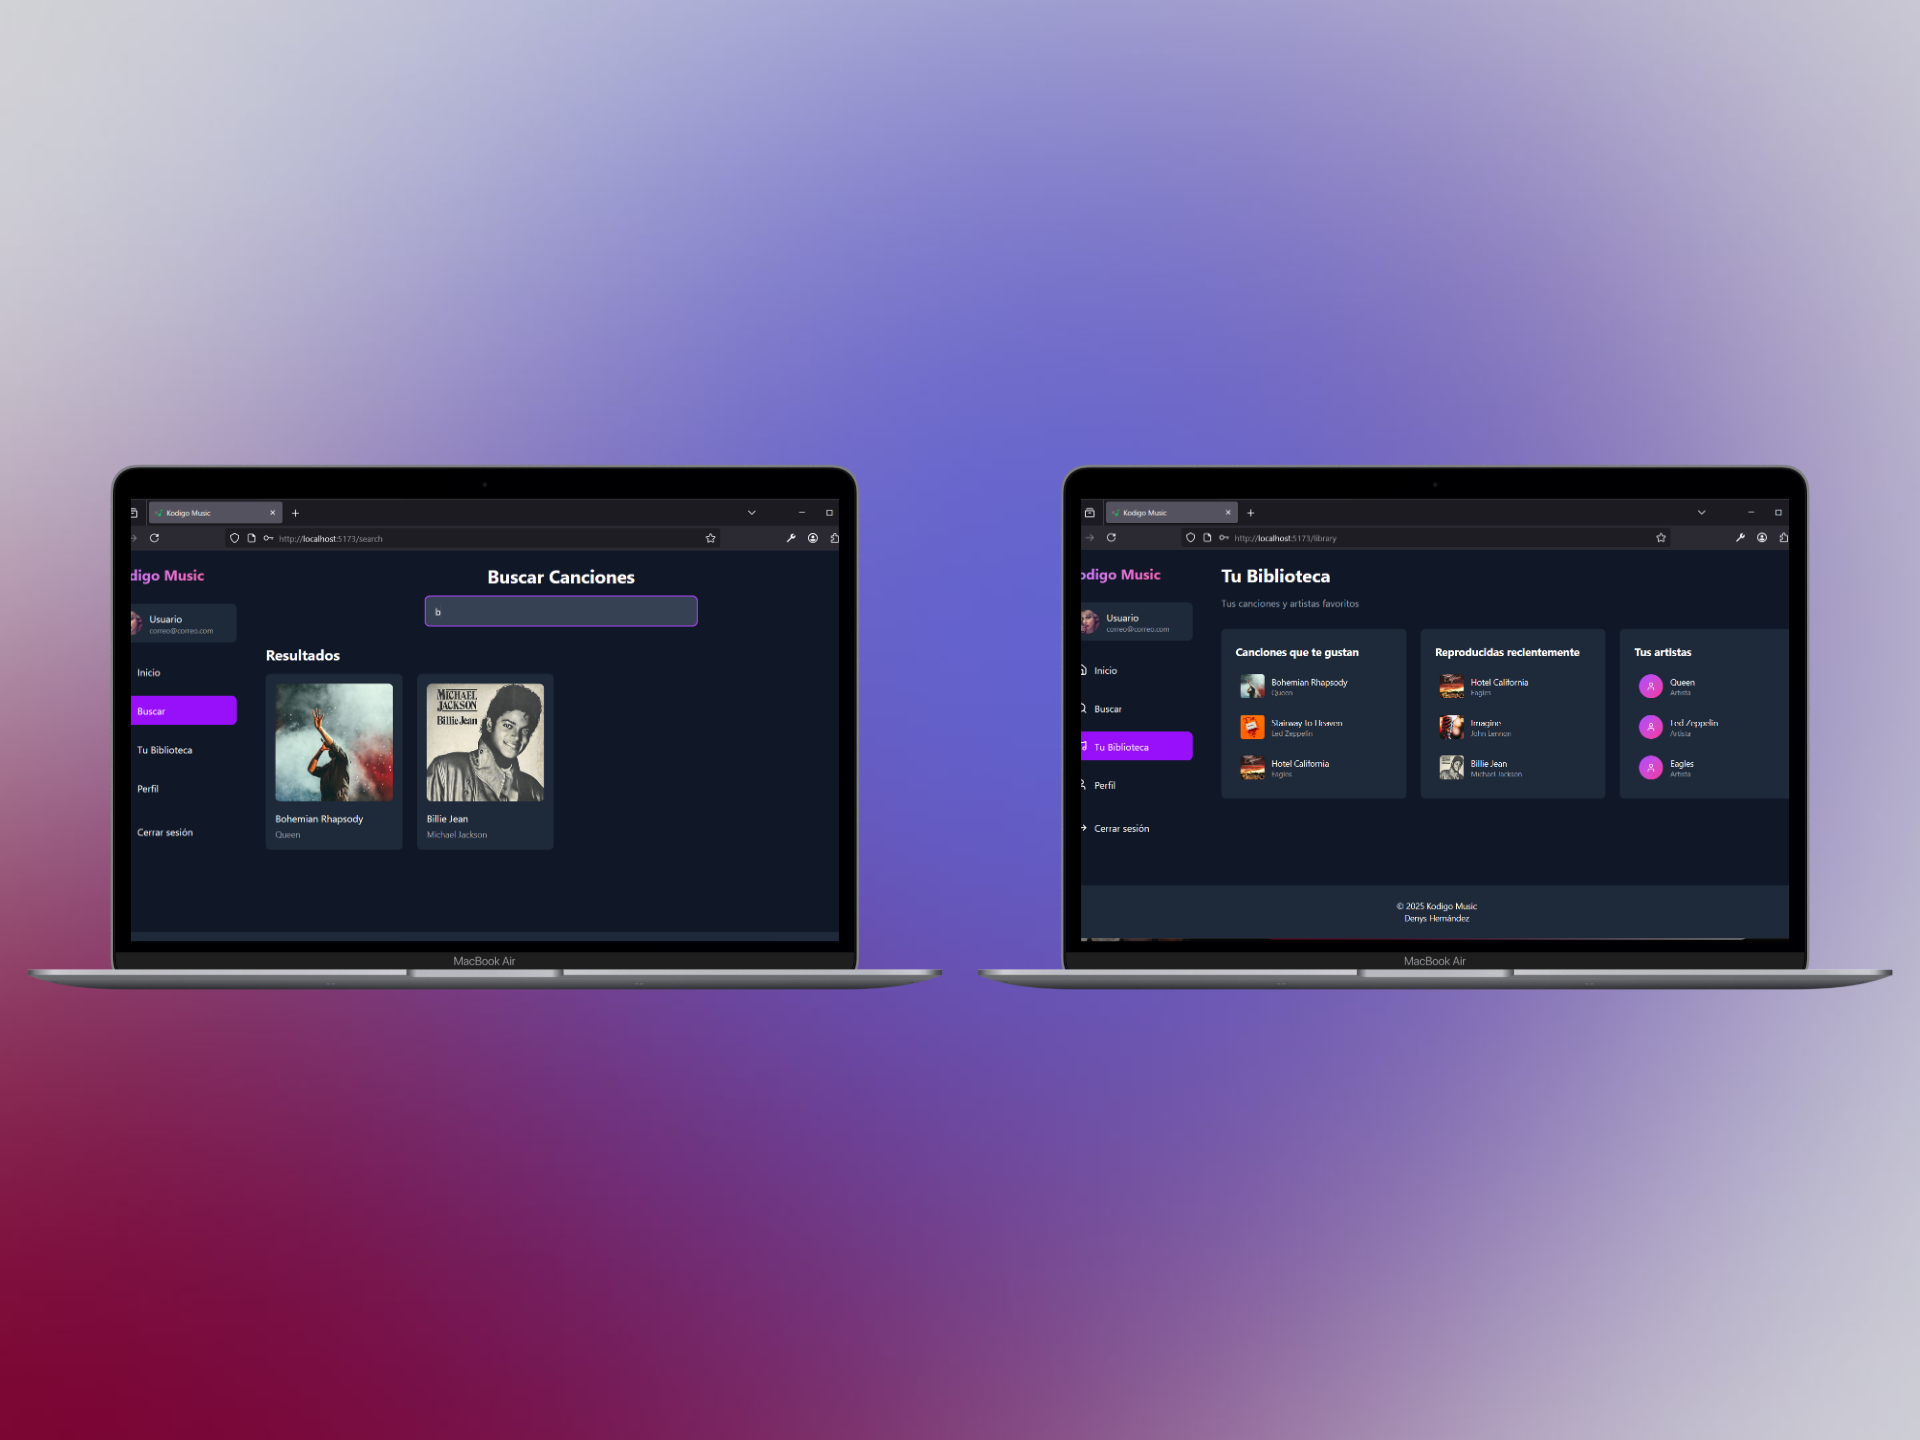 Kodigo Music
http://localhost:5173/search
digo Music
Usuario
correo@correo.com
Inicio
Buscar
Tu Biblioteca
Perfil
Cerrar sesión
Buscar Canciones
b
Resultados
MICHAEL
JACKSON
Billie Jean
Bohemian Rhapsody
Queen
Billie Jean
Michael Jackson
MacBook Air
Kodigo Music
http://localhost:5173/library
odigo Music
Usuario
correo@correo.com
Inicio
Buscar
Tu Biblioteca
Perfil
Cerrar sesión
Tu Biblioteca
Tus canciones y artistas favoritos
Canciones que te gustan
Bohemian Rhapsody
Queen
Stairway to Heaven
Led Zeppelin
Hotel California
Eagles
Reproducidas recientemente
Hotel California
Eagles
Imagine
John Lennon
Billie Jean
Michael Jackson
Tus artistas
Queen
Artista
Led Zeppelin
Artista
Eagles
Artista
© 2025 Kodigo Music
Denys Hernández
MacBook Air